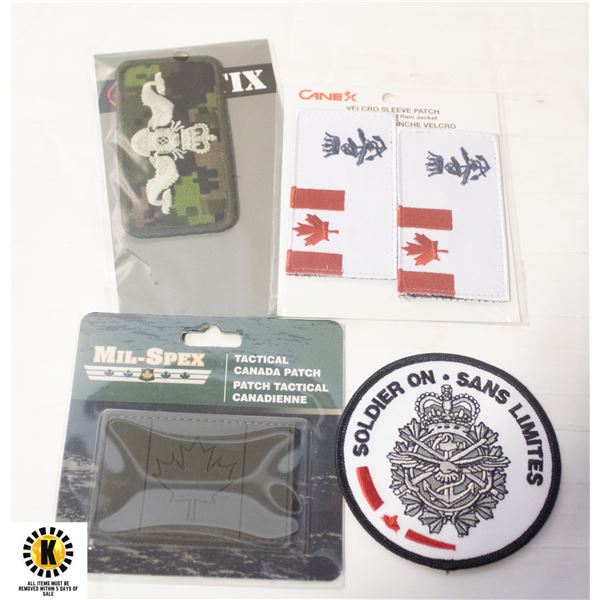 TIX
CANEX
VELCRO SLEEVE PATCH
Rain Jacket
ANCHE VELCRO
MIL-SPEX
TACTICAL
CANADA PATCH
PATCH TACTICAL
CANADIENNE
SOLDIER ON • SANS LIMITES
K
ALL ITEMS MUST BE
REMOVED WITHIN 5 DAYS OF
SALE